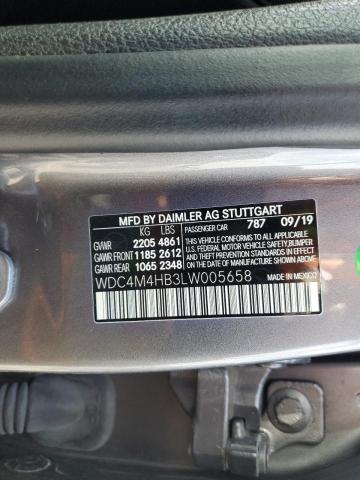 MFD BY DAIMLER AG STUTTGART
KG LBS PASSENGER CAR 787 09/19
GVWR 2205 4861
GAWR FRONT 1185 2612
GAWR REAR 1065 2348
THIS VEHICLE CONFORMS TO ALL APPLICABLE
U.S. FEDERAL MOTOR VEHICLE SAFETY, BUMPER,
AND THEFT PREVENTION STANDARDS IN EFFECT
ON THE DATE OF MANUFACTURE SHOWN ABOVE.
MADE IN MEXICO
WDC4M4HB3LW005658